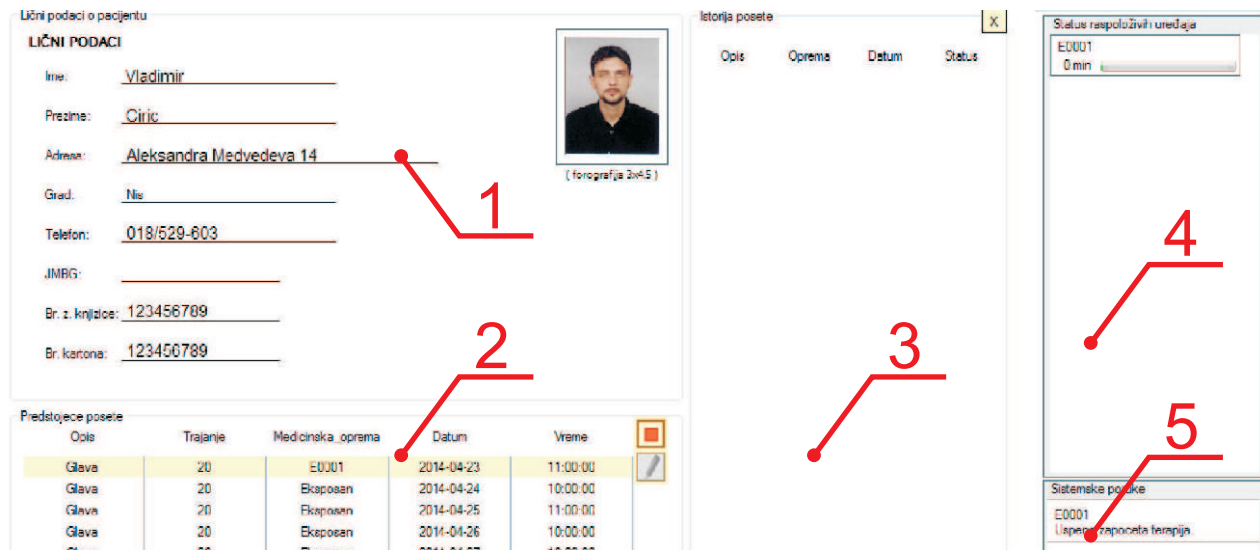 Lični podaci o pacijentu
LIČNI PODACI
Ime: Vladimir
Prezime: Ciric
Adresa: Aleksandra Medvedeva 14
Grad: Nis
Telefon: 018/529-603
JMBG:
Br. z. knjizice: 123456789
Br. kartona: 123456789
( forografija 3x4.5 )
1
Predstojece posete
Opis Trajanje Medicinska_oprema Datum Vreme
Glava 20 E0001 2014-04-23 11:00:00
Glava 20 Eksposan 2014-04-24 10:00:00
Glava 20 Eksposan 2014-04-25 11:00:00
Glava 20 Eksposan 2014-04-26 10:00:00
2
Istorija posete
X
Opis Oprema Datum Status
3
Status raspoloživih uređaja
E0001
0 min
4
Sistemske poruke
E0001
zapoceta terapija.
5